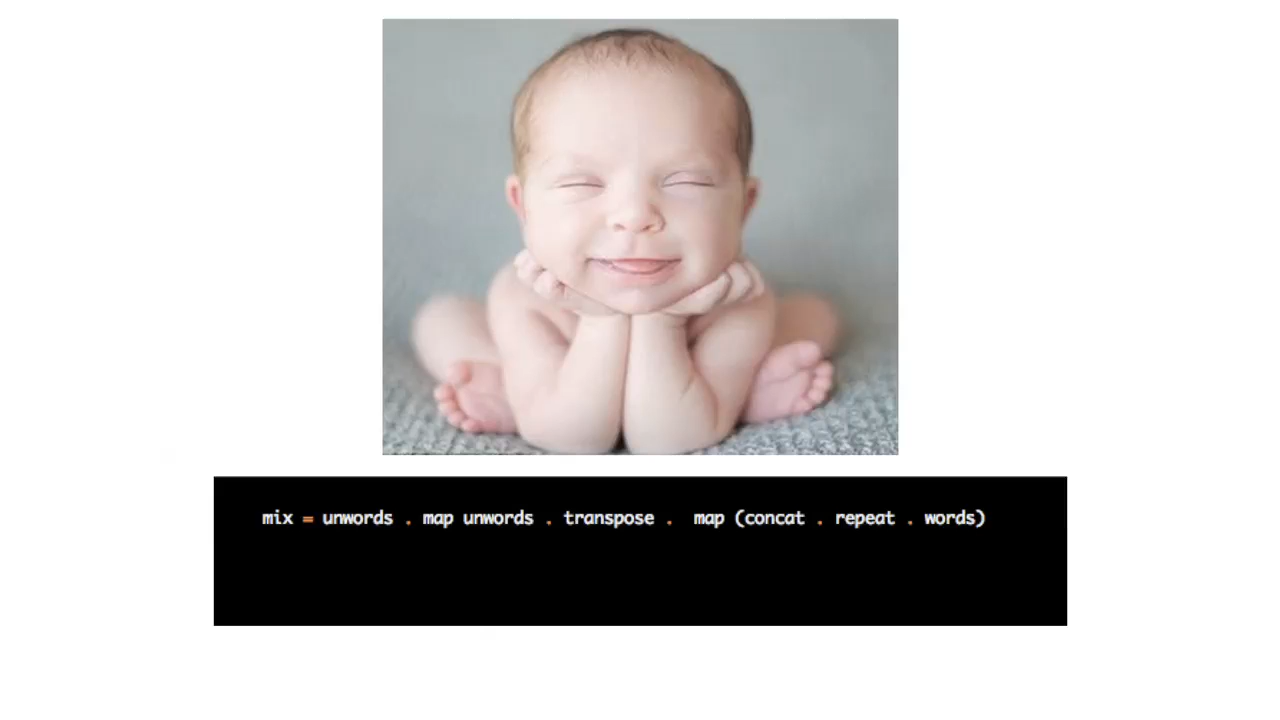 mix = unwords . map unwords . transpose .  map (concat . repeat . words)